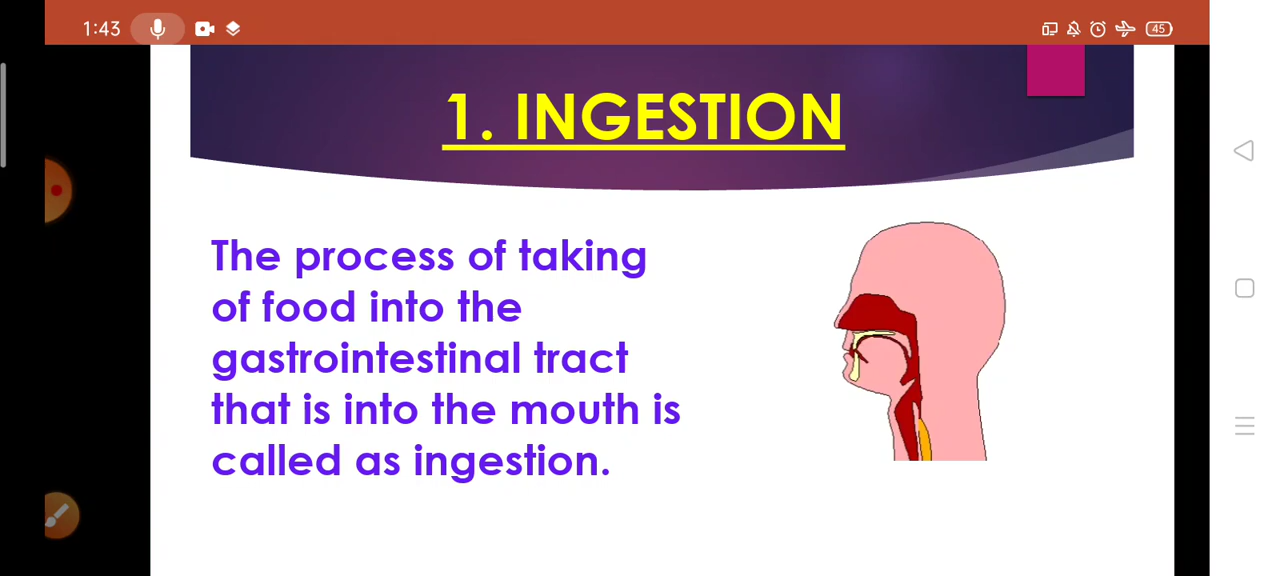 1:43
45
1. INGESTION
The process of taking
of food into the
gastrointestinal tract
that is into the mouth is
called as ingestion.